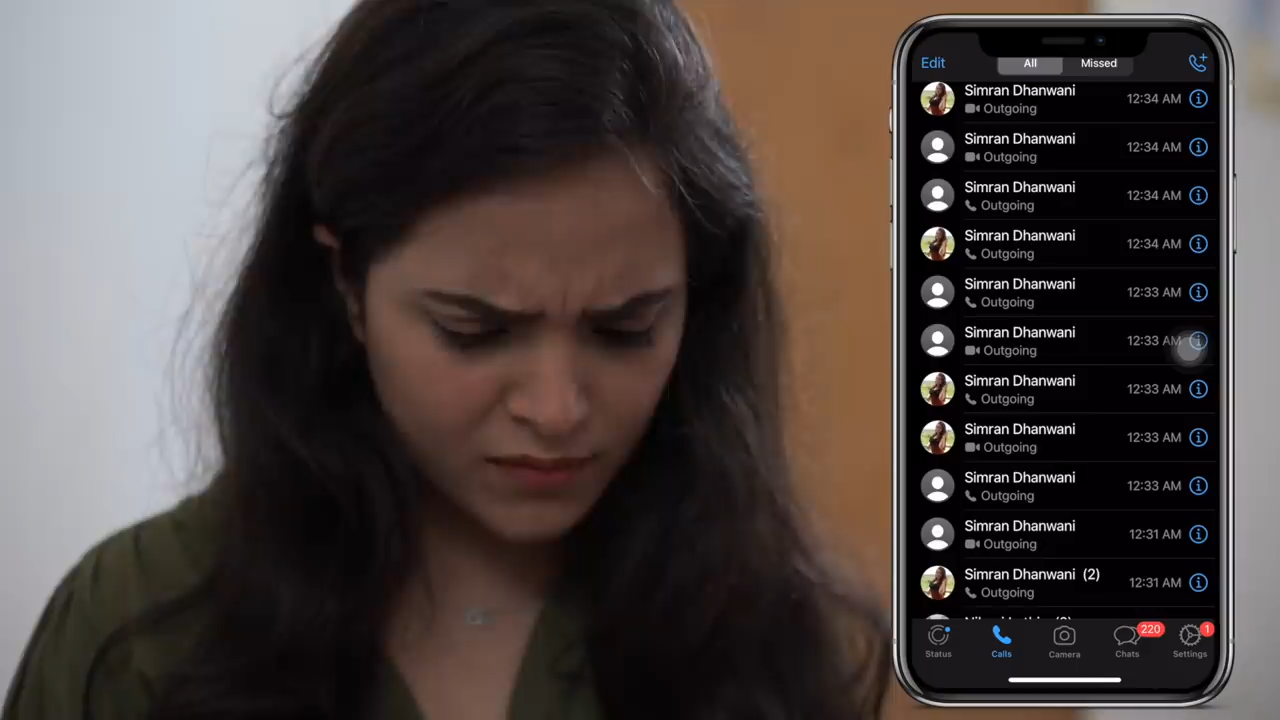 Edit
All
Missed
Simran Dhanwani
Outgoing
12:34 AM
Simran Dhanwani
Outgoing
12:34 AM
Simran Dhanwani
Outgoing
12:34 AM
Simran Dhanwani
Outgoing
12:34 AM
Simran Dhanwani
Outgoing
12:33 AM
Simran Dhanwani
Outgoing
12:33 AM
Simran Dhanwani
Outgoing
12:33 AM
Simran Dhanwani
Outgoing
12:33 AM
Simran Dhanwani
Outgoing
12:33 AM
Simran Dhanwani
Outgoing
12:31 AM
Simran Dhanwani (2)
Outgoing
12:31 AM
Status
Calls
Camera
220
Chats
1
Settings